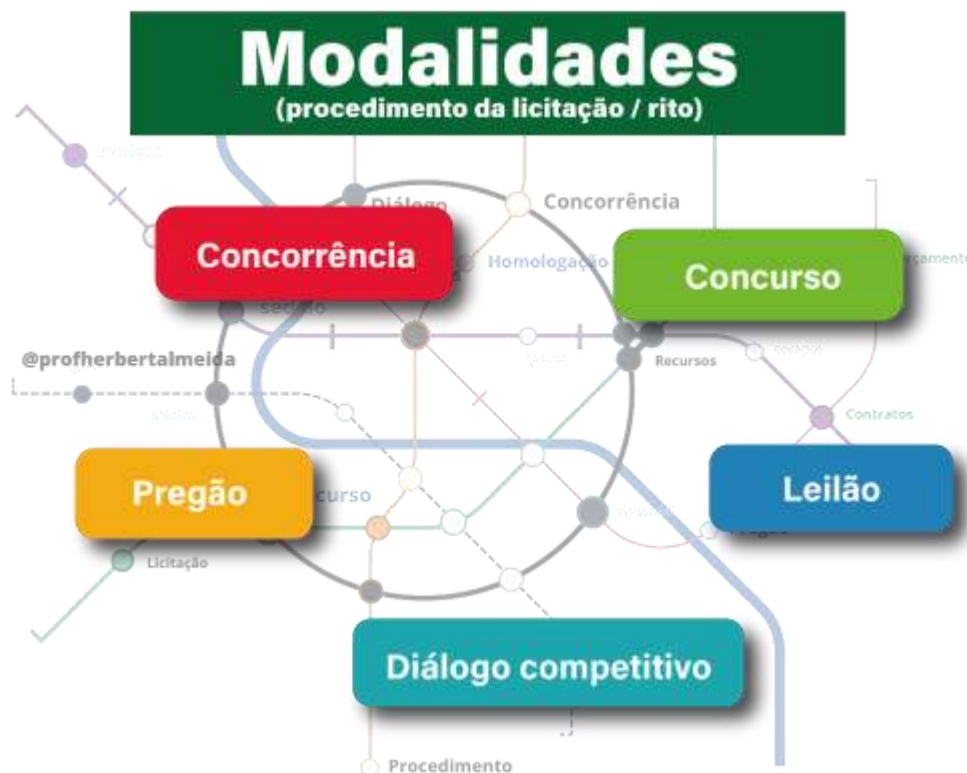 Modalidades
(procedimento da licitação / rito)
Diálogo
Concorrência
Concorrência
Homologação
Concurso
@profherbertalmeida
Recursos
Contratos
Pregão
curso
Leilão
Licitação
Diálogo competitivo
Procedimento